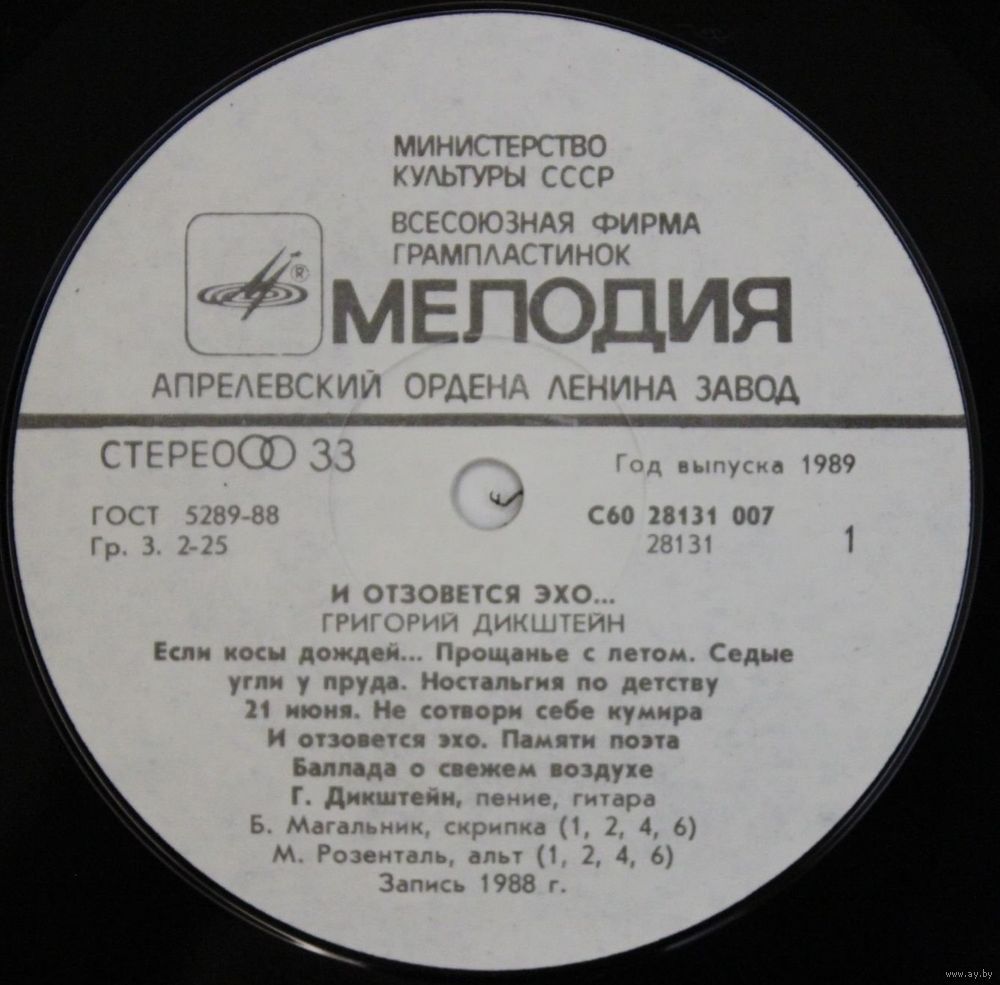 МИНИСТЕРСТВО
КУЛЬТУРЫ СССР
ВСЕСОЮЗНАЯ ФИРМА
ГРАМПЛАСТИНОК
®
МЕЛОДИЯ
АПРЕЛЕВСКИЙ ОРДЕНА ЛЕНИНА ЗАВОД
СТЕРЕО 33
Год выпуска 1989
ГОСТ 5289-88
С60 28131 007
Гр. 3. 2-25
28131
1
И ОТЗОВЕТСЯ ЭХО...
ГРИГОРИЙ ДИКШТЕЙН
Если косы дождей... Прощанье с летом. Седые
угли у пруда. Ностальгия по детству
21 июня. Не сотвори себе кумира
И отзовется эхо. Памяти поэта
Баллада о свежем воздухе
Г. Дикштейн, пение, гитара
Б. Магальник, скрипка (1, 2, 4, 6)
М. Розенталь, альт (1, 2, 4, 6)
Запись 1988 г.
www.ay.by